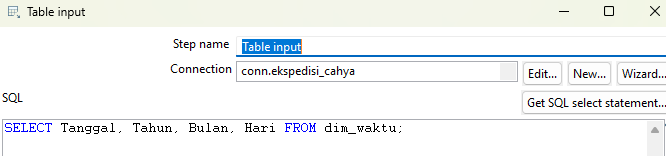 Table input
Step name Table input
Connection conn.ekspedisi_cahya Edit... New... Wizard...
SQL Get SQL select statement...
SELECT Tanggal, Tahun, Bulan, Hari FROM dim_waktu;